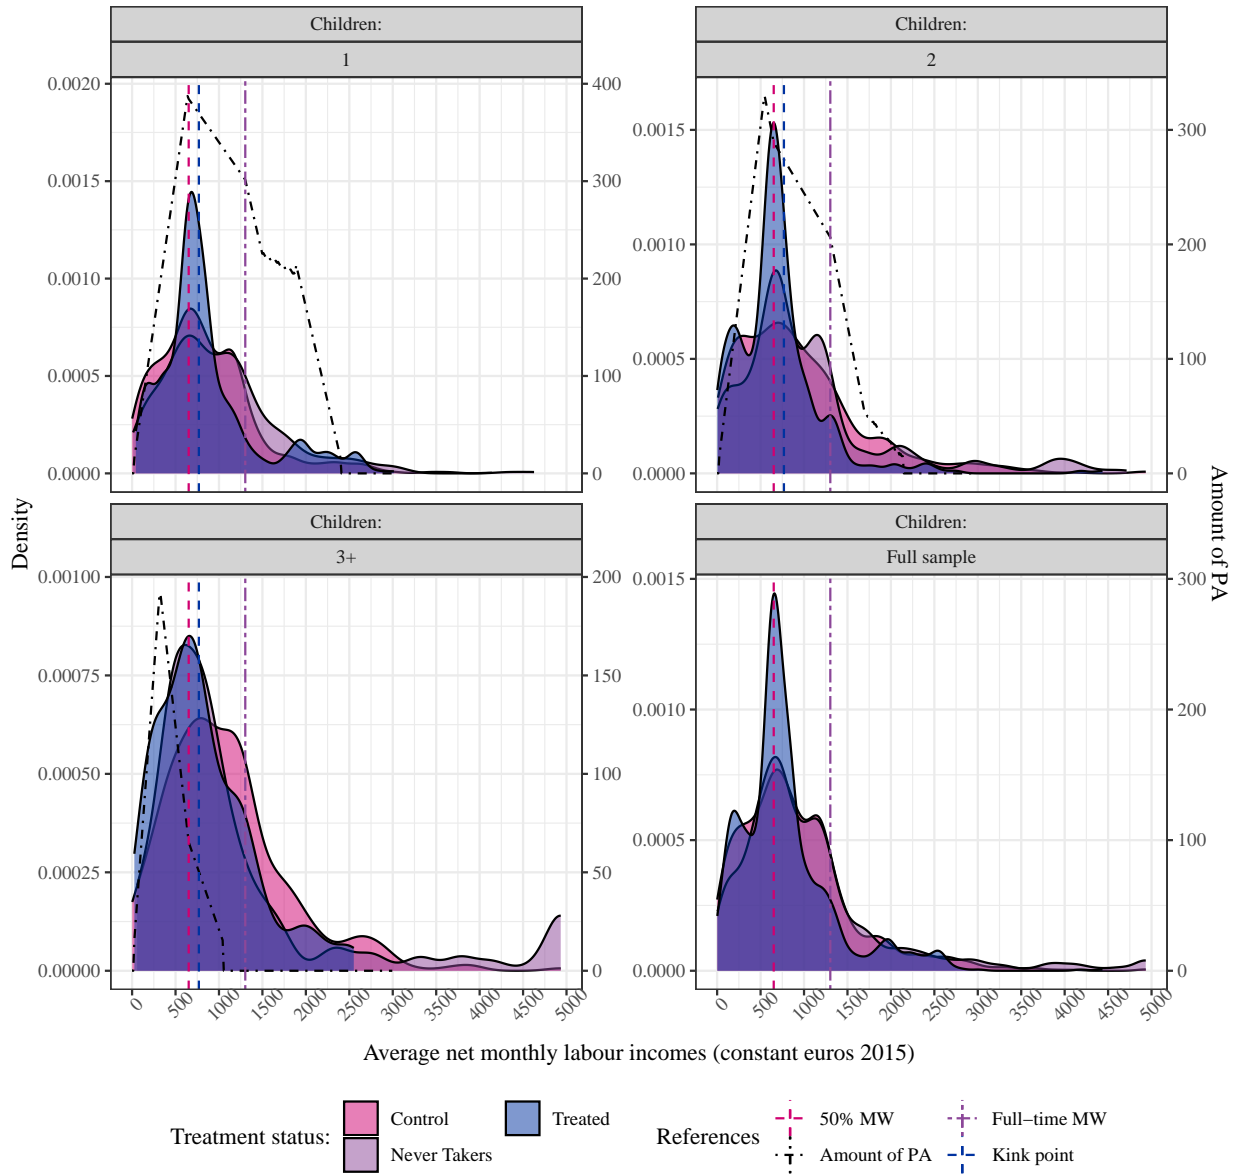 Children:
1
Children:
2
0.0020
0.0015
0.0010
0.0005
0.0000
400
300
200
100
0
0.0015
0.0010
0.0005
0.0000
300
200
100
0
Density
Amount of PA
Children:
3+
Children:
Full sample
0.00100
0.00075
0.00050
0.00025
0.00000
200
150
100
50
0
0.0015
0.0010
0.0005
0.0000
300
200
100
0
0 500 1000 1500 2000 2500 3000 3500 4000 4500 5000
0 500 1000 1500 2000 2500 3000 3500 4000 4500 5000
Average net monthly labour incomes (constant euros 2015)
Treatment status:
Control
Never Takers
Treated
References
50% MW
Amount of PA
Full−time MW
Kink point